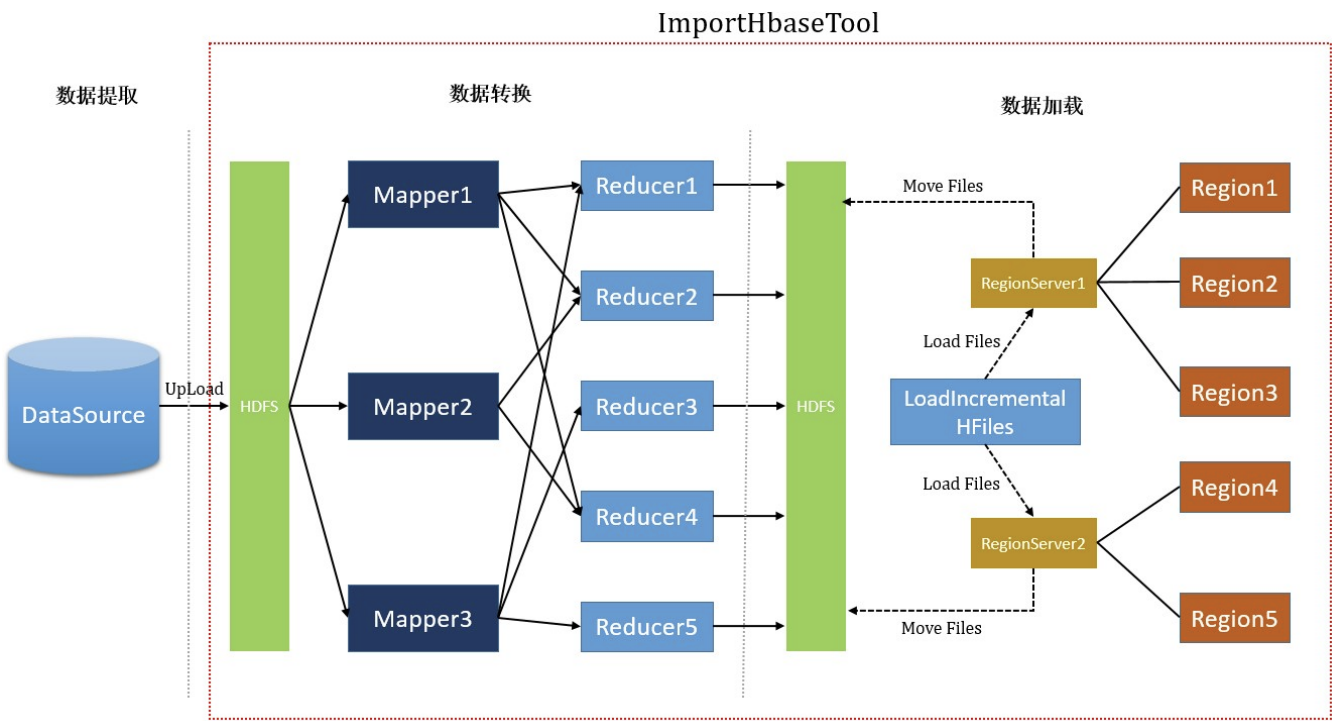 ImportHbaseTool
数据提取
数据转换
数据加载
DataSource
UpLoad
HDFS
Mapper1
Mapper2
Mapper3
Reducer1
Reducer2
Reducer3
Reducer4
Reducer5
HDFS
Move Files
RegionServer1
Load Files
LoadIncremental
HFiles
Load Files
RegionServer2
Move Files
Region1
Region2
Region3
Region4
Region5